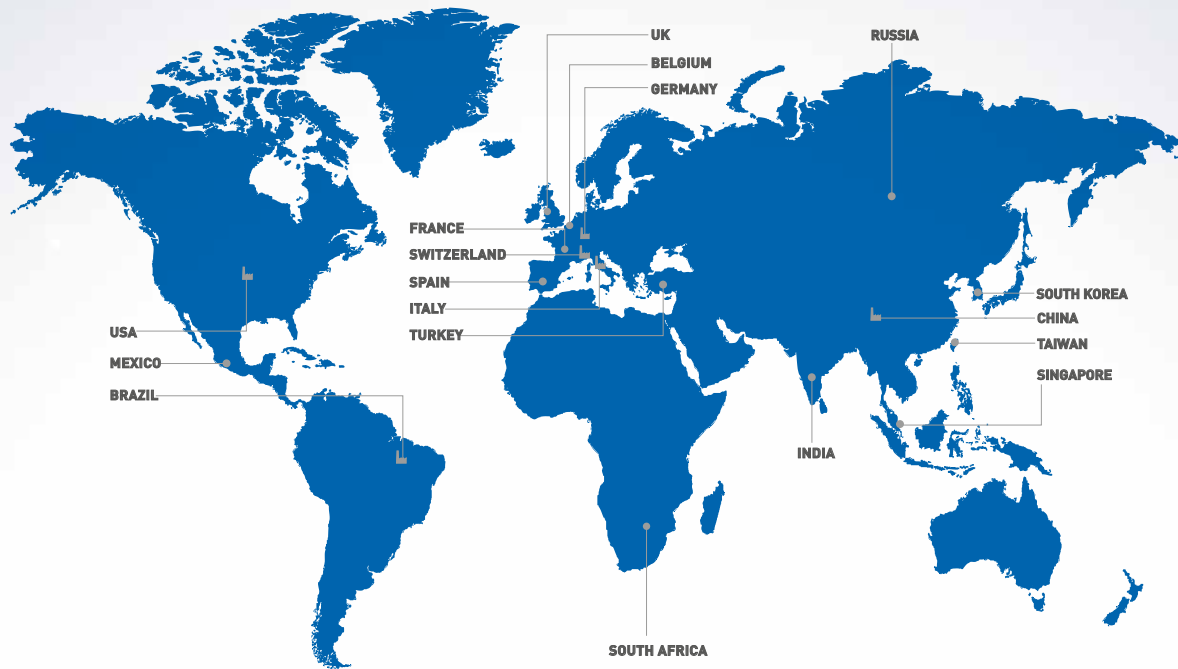 UK
RUSSIA
BELGIUM
GERMANY
FRANCE
SWITZERLAND
SPAIN
ITALY
TURKEY
USA
MEXICO
BRAZIL
SOUTH KOREA
CHINA
TAIWAN
SINGAPORE
INDIA
SOUTH AFRICA